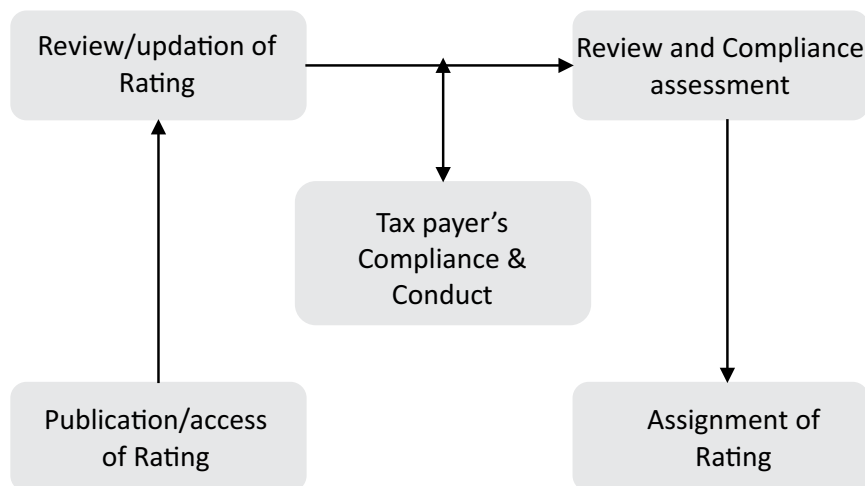 Review/updation of
Rating
Review and Compliance
assessment
Tax payer’s
Compliance &
Conduct
Publication/access
of Rating
Assignment of
Rating